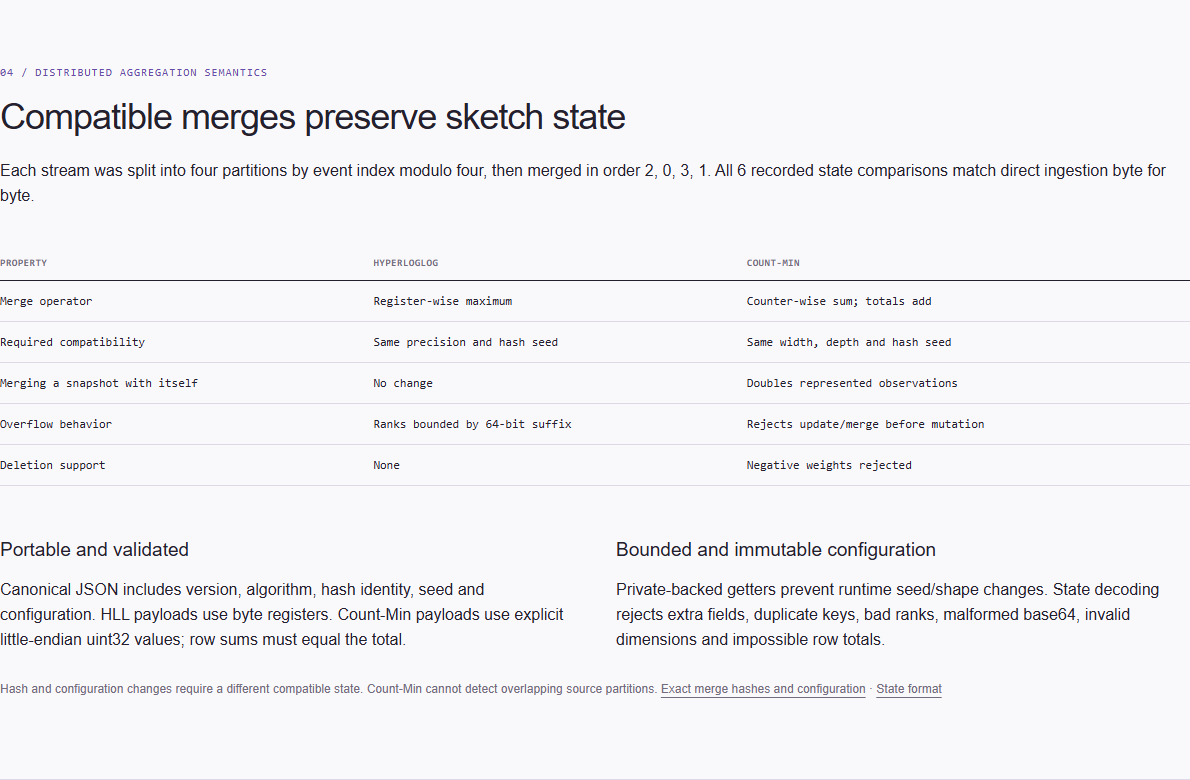 04 / DISTRIBUTED AGGREGATION SEMANTICS
Compatible merges preserve sketch state
Each stream was split into four partitions by event index modulo four, then merged in order 2, 0, 3, 1. All 6 recorded state comparisons match direct ingestion byte for
byte.
PROPERTY HYPERLOGLOG COUNT-MIN
Merge operator Register-wise maximum Counter-wise sum; totals add
Required compatibility Same precision and hash seed Same width, depth and hash seed
Merging a snapshot with itself No change Doubles represented observations
Overflow behavior Ranks bounded by 64-bit suffix Rejects update/merge before mutation
Deletion support None Negative weights rejected
Portable and validated
Canonical JSON includes version, algorithm, hash identity, seed and
configuration. HLL payloads use byte registers. Count-Min payloads use explicit
little-endian uint32 values; row sums must equal the total.
Bounded and immutable configuration
Private-backed getters prevent runtime seed/shape changes. State decoding
rejects extra fields, duplicate keys, bad ranks, malformed base64, invalid
dimensions and impossible row totals.
Hash and configuration changes require a different compatible state. Count-Min cannot detect overlapping source partitions. Exact merge hashes and configuration · State format